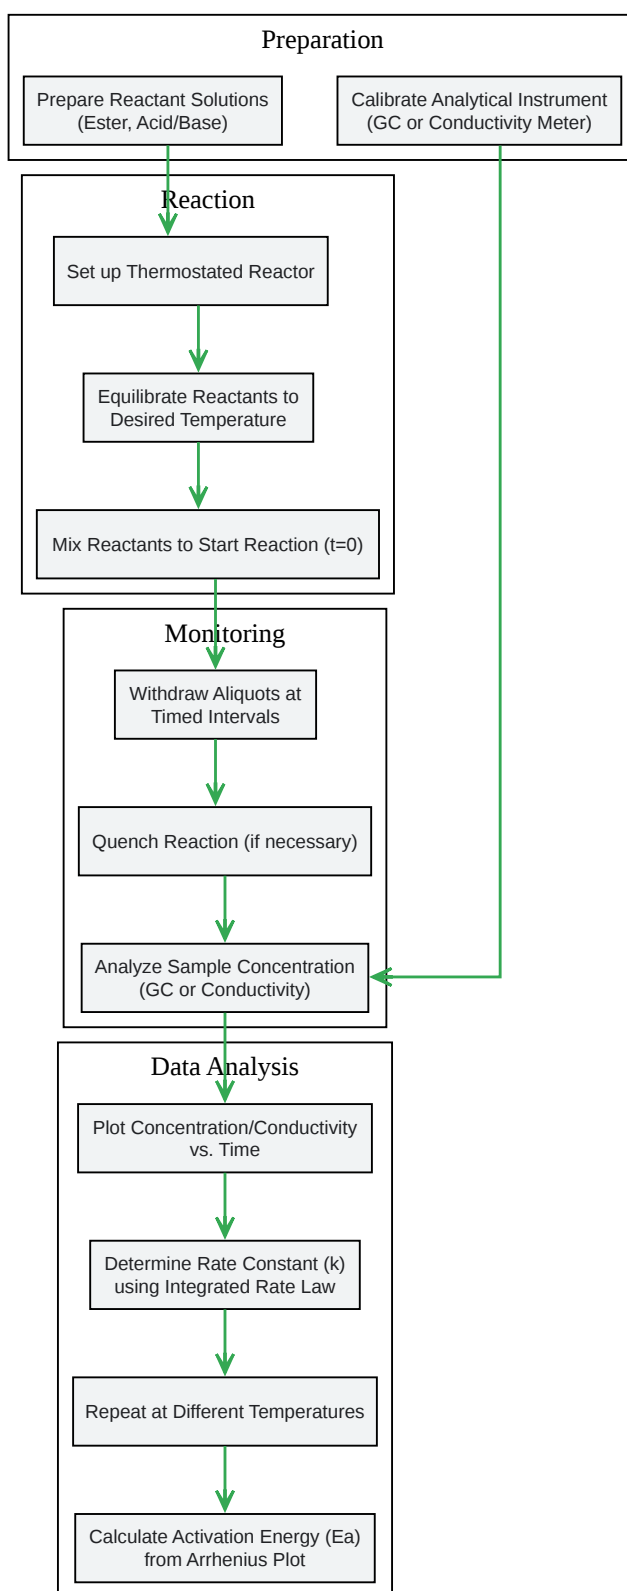 Preparation
Prepare Reactant Solutions
(Ester, Acid/Base)
Calibrate Analytical Instrument
(GC or Conductivity Meter)
Reaction
Set up Thermostated Reactor
Equilibrate Reactants to
Desired Temperature
Mix Reactants to Start Reaction (t=0)
Monitoring
Withdraw Aliquots at
Timed Intervals
Quench Reaction (if necessary)
Analyze Sample Concentration
(GC or Conductivity)
Data Analysis
Plot Concentration/Conductivity
vs. Time
Determine Rate Constant (k)
using Integrated Rate Law
Repeat at Different Temperatures
Calculate Activation Energy (Ea)
from Arrhenius Plot